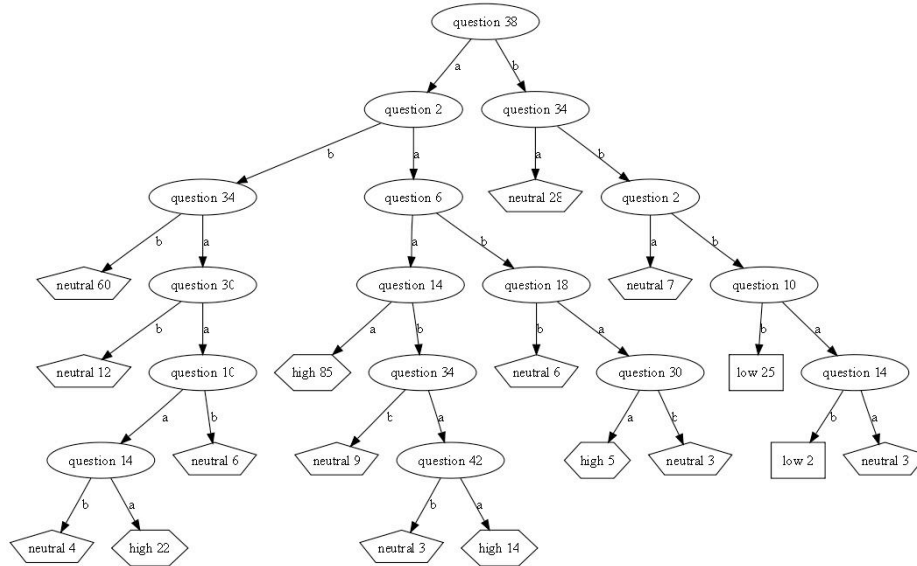 question 38
a
b
question 2
question 34
b
a
a
b
question 34
question 6
neutral 28
question 2
b
a
a
b
a
b
neutral 60
question 30
question 14
question 18
neutral 7
question 10
b
a
a
b
b
a
b
a
neutral 12
question 10
high 85
question 34
neutral 6
question 30
low 25
question 14
a
b
b
a
a
b
b
a
question 14
neutral 6
neutral 9
question 42
high 5
neutral 3
low 2
neutral 3
b
a
b
a
neutral 4
high 22
neutral 3
high 14